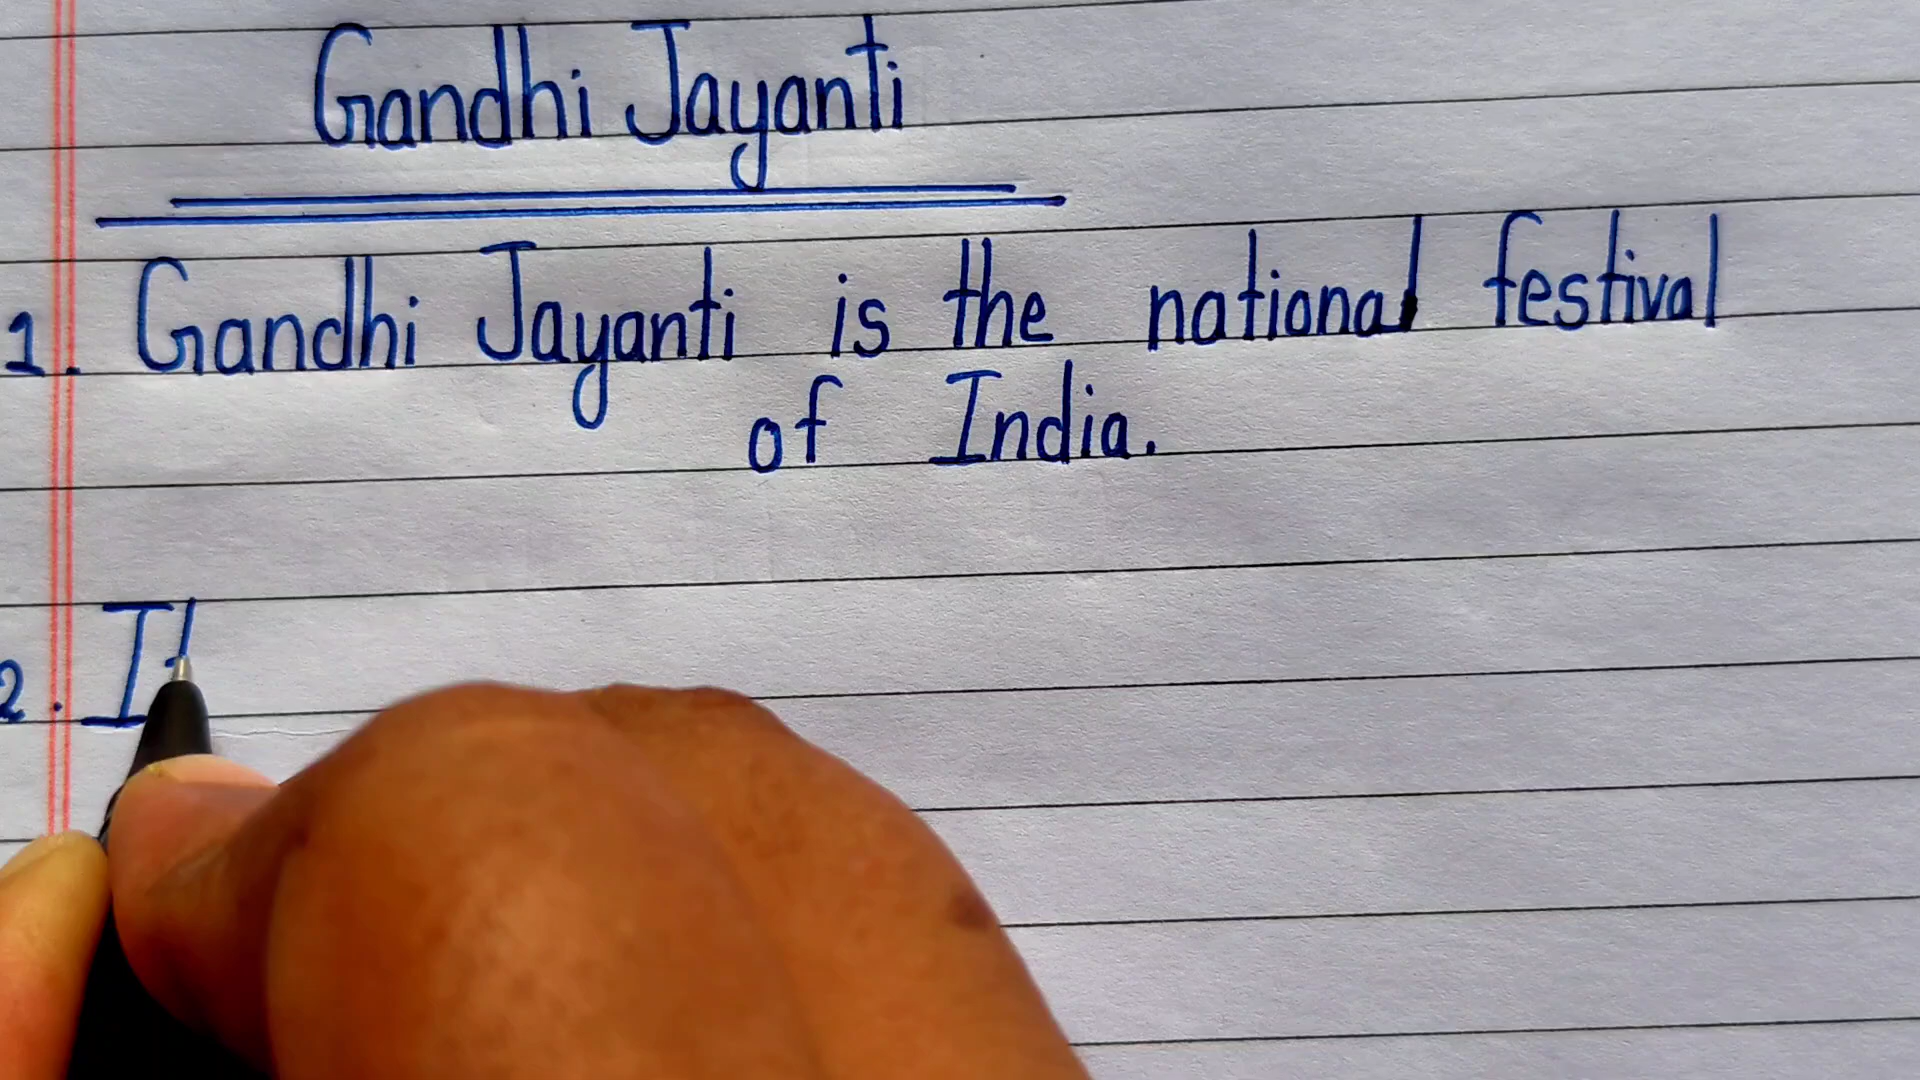 Gandhi Jayanti
1. Gandhi Jayanti is the national festival
of India.
2. I